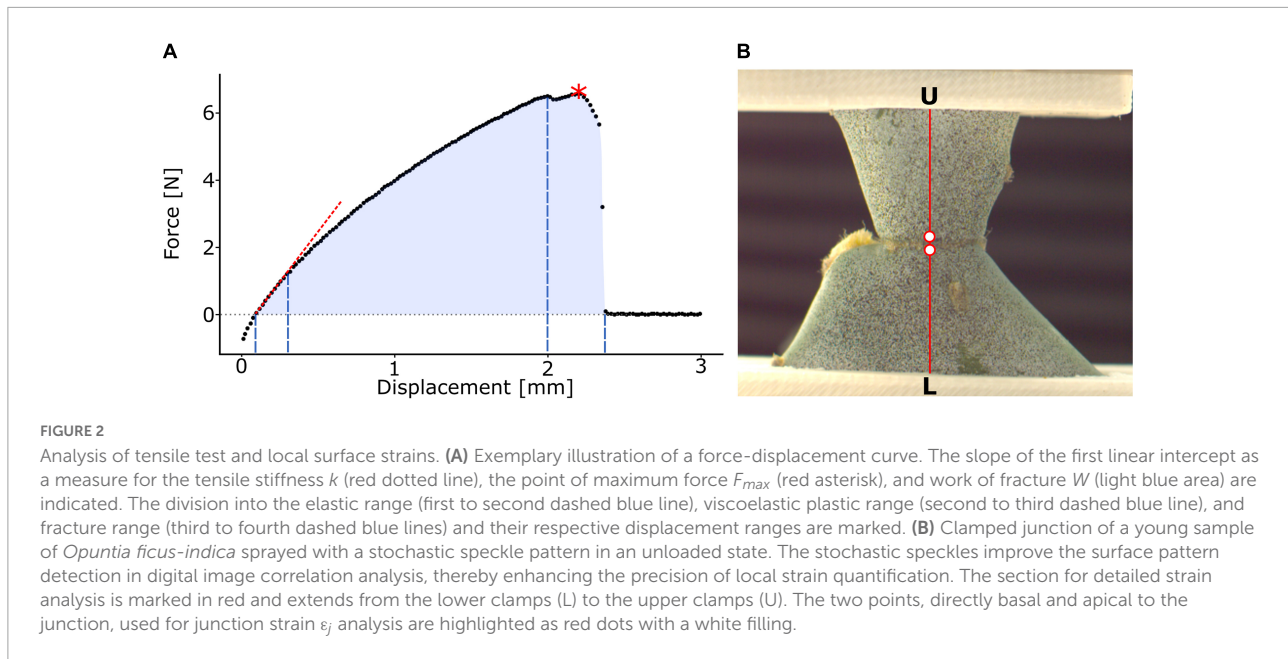 A
B
6
4
2
0
Force [N]
0
1
2
3
Displacement [mm]
U
L
FIGURE 2
Analysis of tensile test and local surface strains. (A) Exemplary illustration of a force-displacement curve. The slope of the first linear intercept as
a measure for the tensile stiffness k (red dotted line), the point of maximum force Fmax (red asterisk), and work of fracture W (light blue area) are
indicated. The division into the elastic range (first to second dashed blue line), viscoelastic plastic range (second to third dashed blue line), and
fracture range (third to fourth dashed blue lines) and their respective displacement ranges are marked. (B) Clamped junction of a young sample
of Opuntia ficus-indica sprayed with a stochastic speckle pattern in an unloaded state. The stochastic speckles improve the surface pattern
detection in digital image correlation analysis, thereby enhancing the precision of local strain quantification. The section for detailed strain
analysis is marked in red and extends from the lower clamps (L) to the upper clamps (U). The two points, directly basal and apical to the
junction, used for junction strain εj analysis are highlighted as red dots with a white filling.